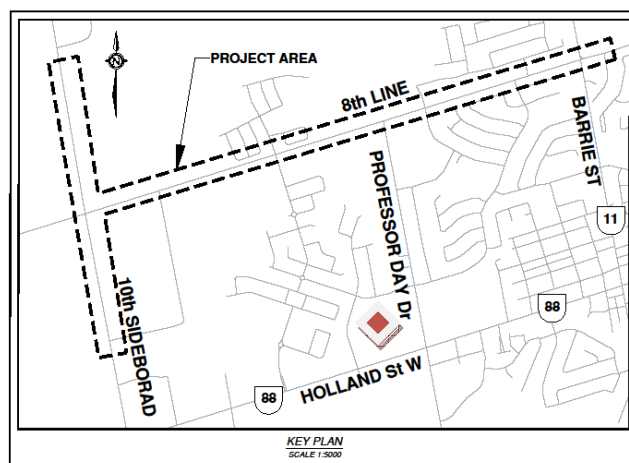 N
PROJECT AREA
8th LINE
BARRIE ST
PROFESSOR DAY Dr
11
10th SIDEBORAD
88
HOLLAND St W
88
KEY PLAN
SCALE 1:5000